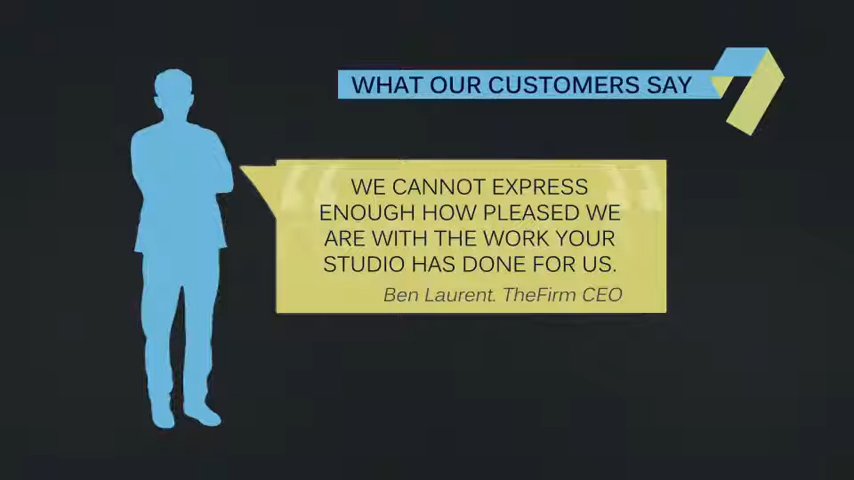 WHAT OUR CUSTOMERS SAY
WE CANNOT EXPRESS
ENOUGH HOW PLEASED WE
ARE WITH THE WORK YOUR
STUDIO HAS DONE FOR US.
Ben Laurent. TheFirm CEO